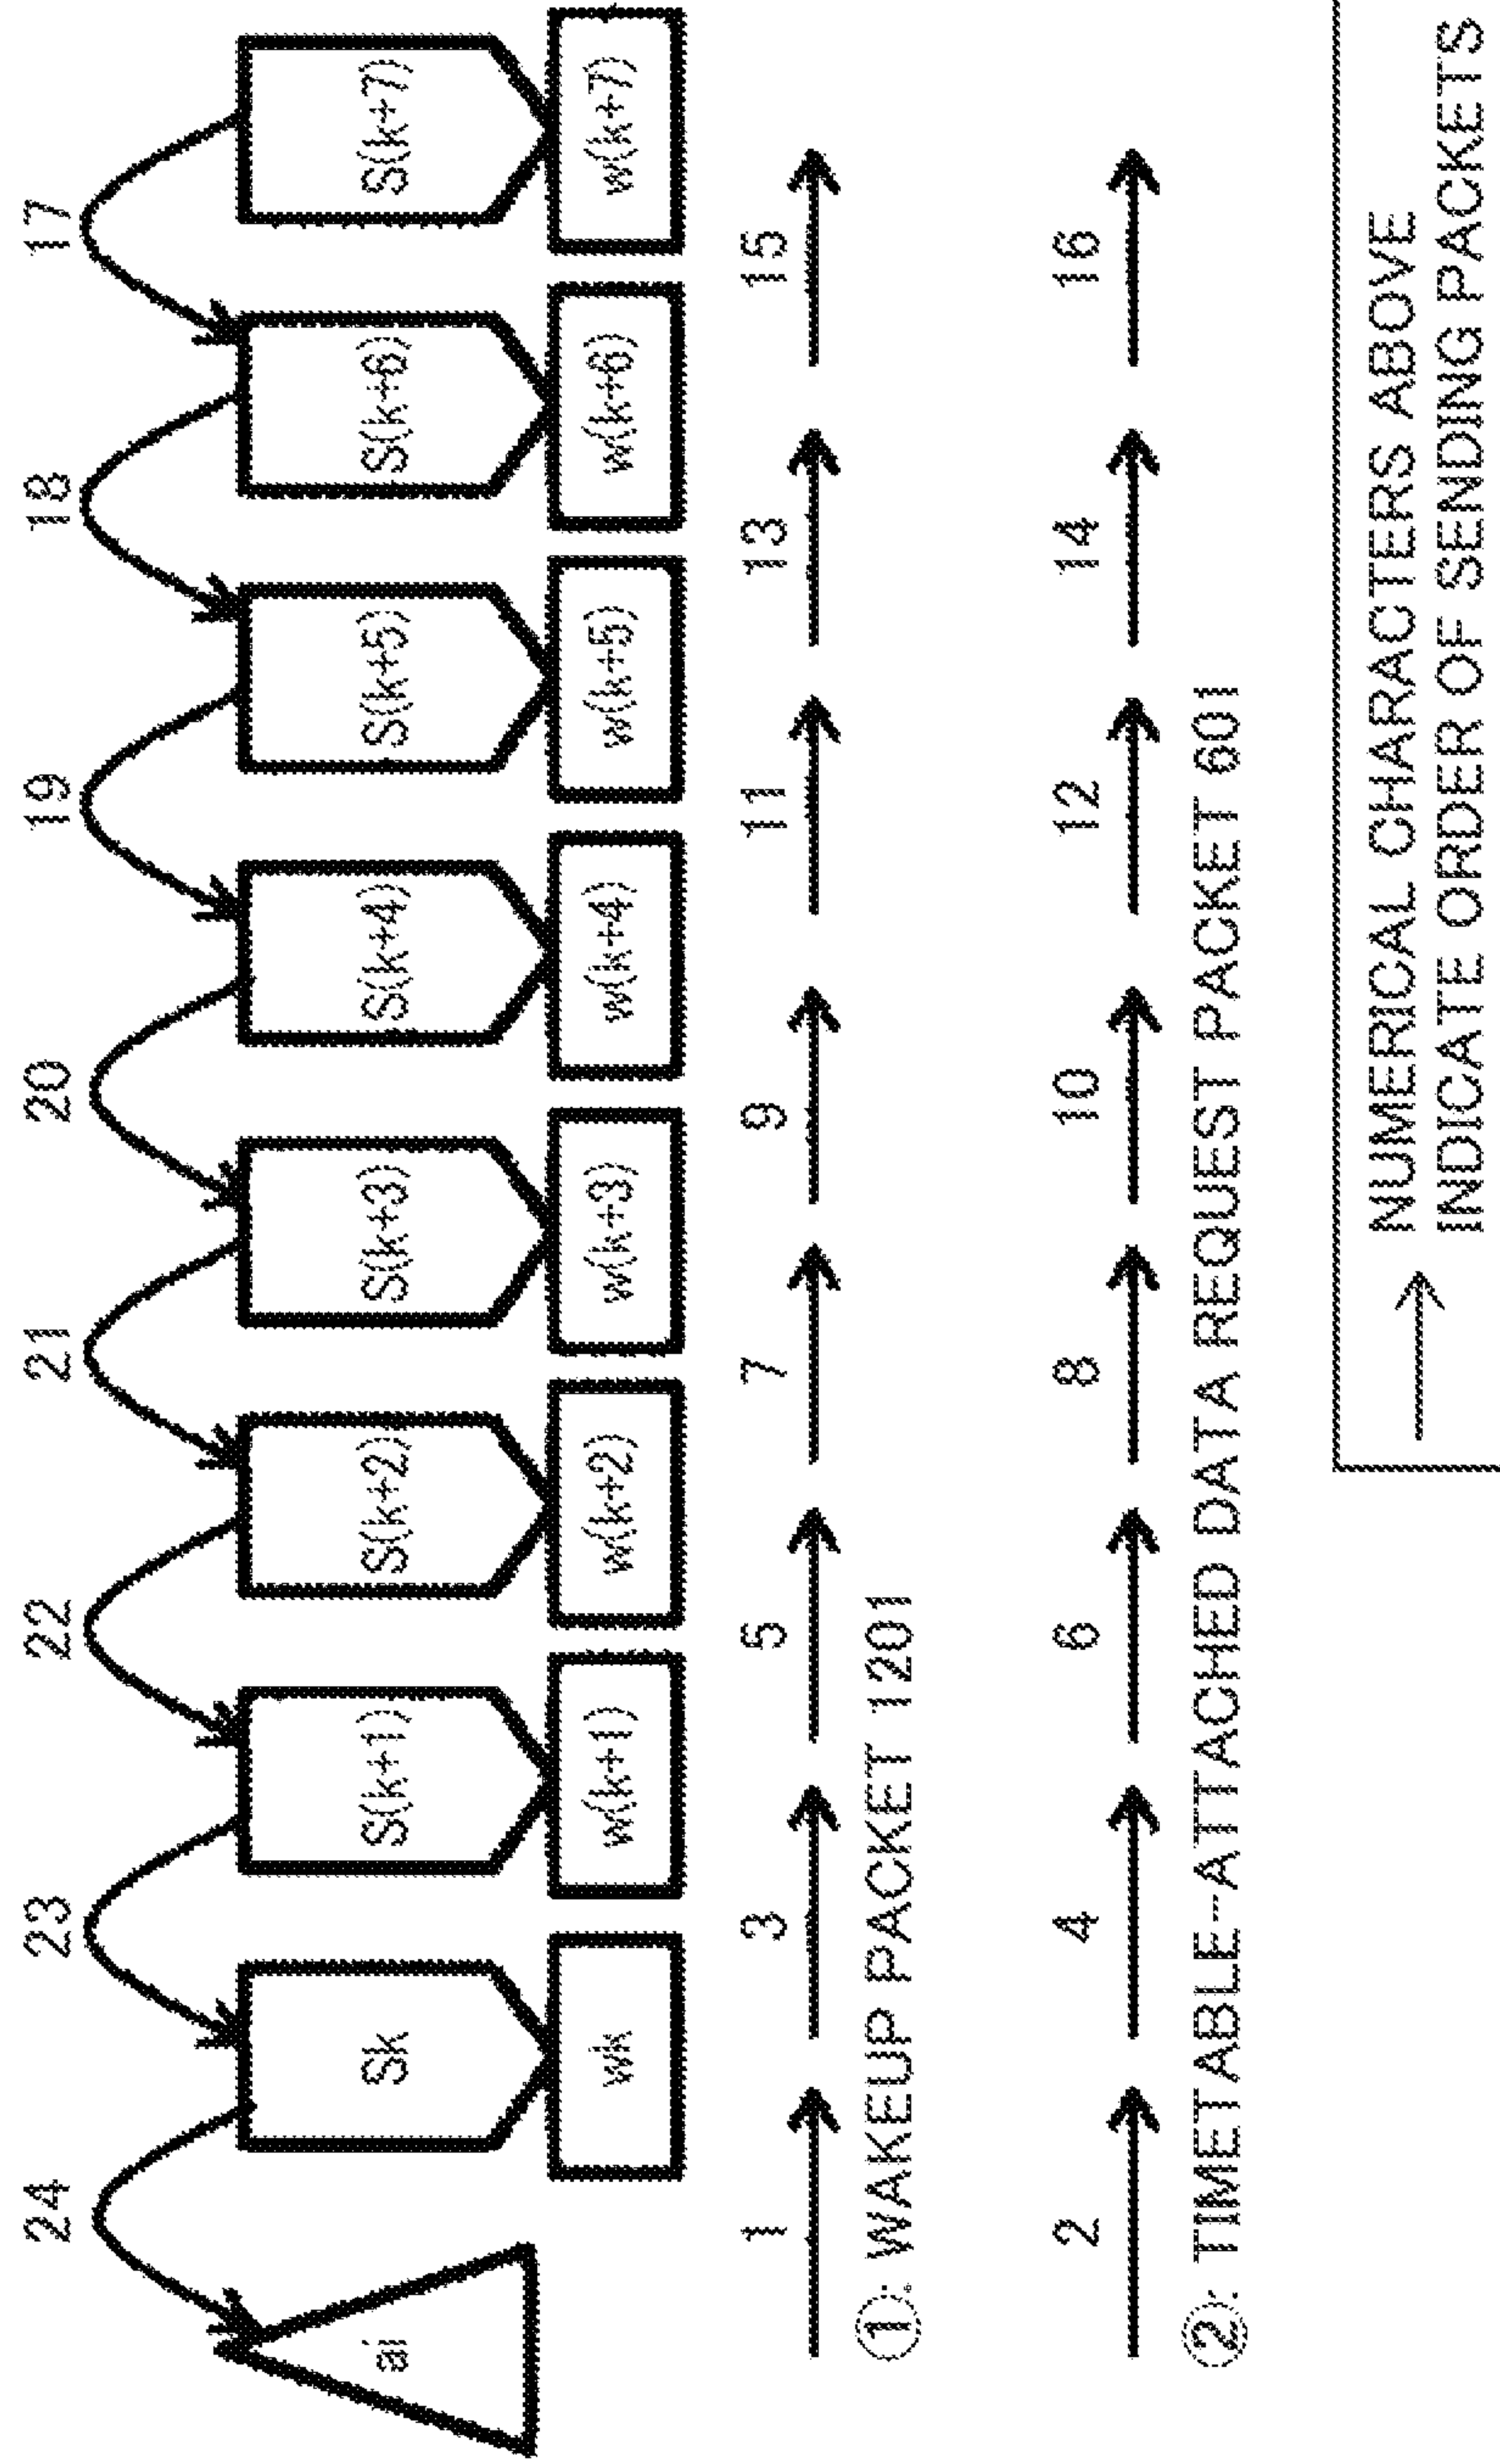 24 23 22 21 20 19 18 17
ai Sk S(k+1) S(k+2) S(k+3) S(k+4) S(k+5) S(k+6) S(k+7)
wk w(k+1) w(k+2) w(k+3) w(k+4) w(k+5) w(k+6) w(k+7)
1 3 5 7 9 11 13 15
①: WAKEUP PACKET 1201
2 4 6 8 10 12 14 16
②: TIMETABLE-ATTACHED DATA REQUEST PACKET 601
NUMERICAL CHARACTERS ABOVE
INDICATE ORDER OF SENDING PACKETS